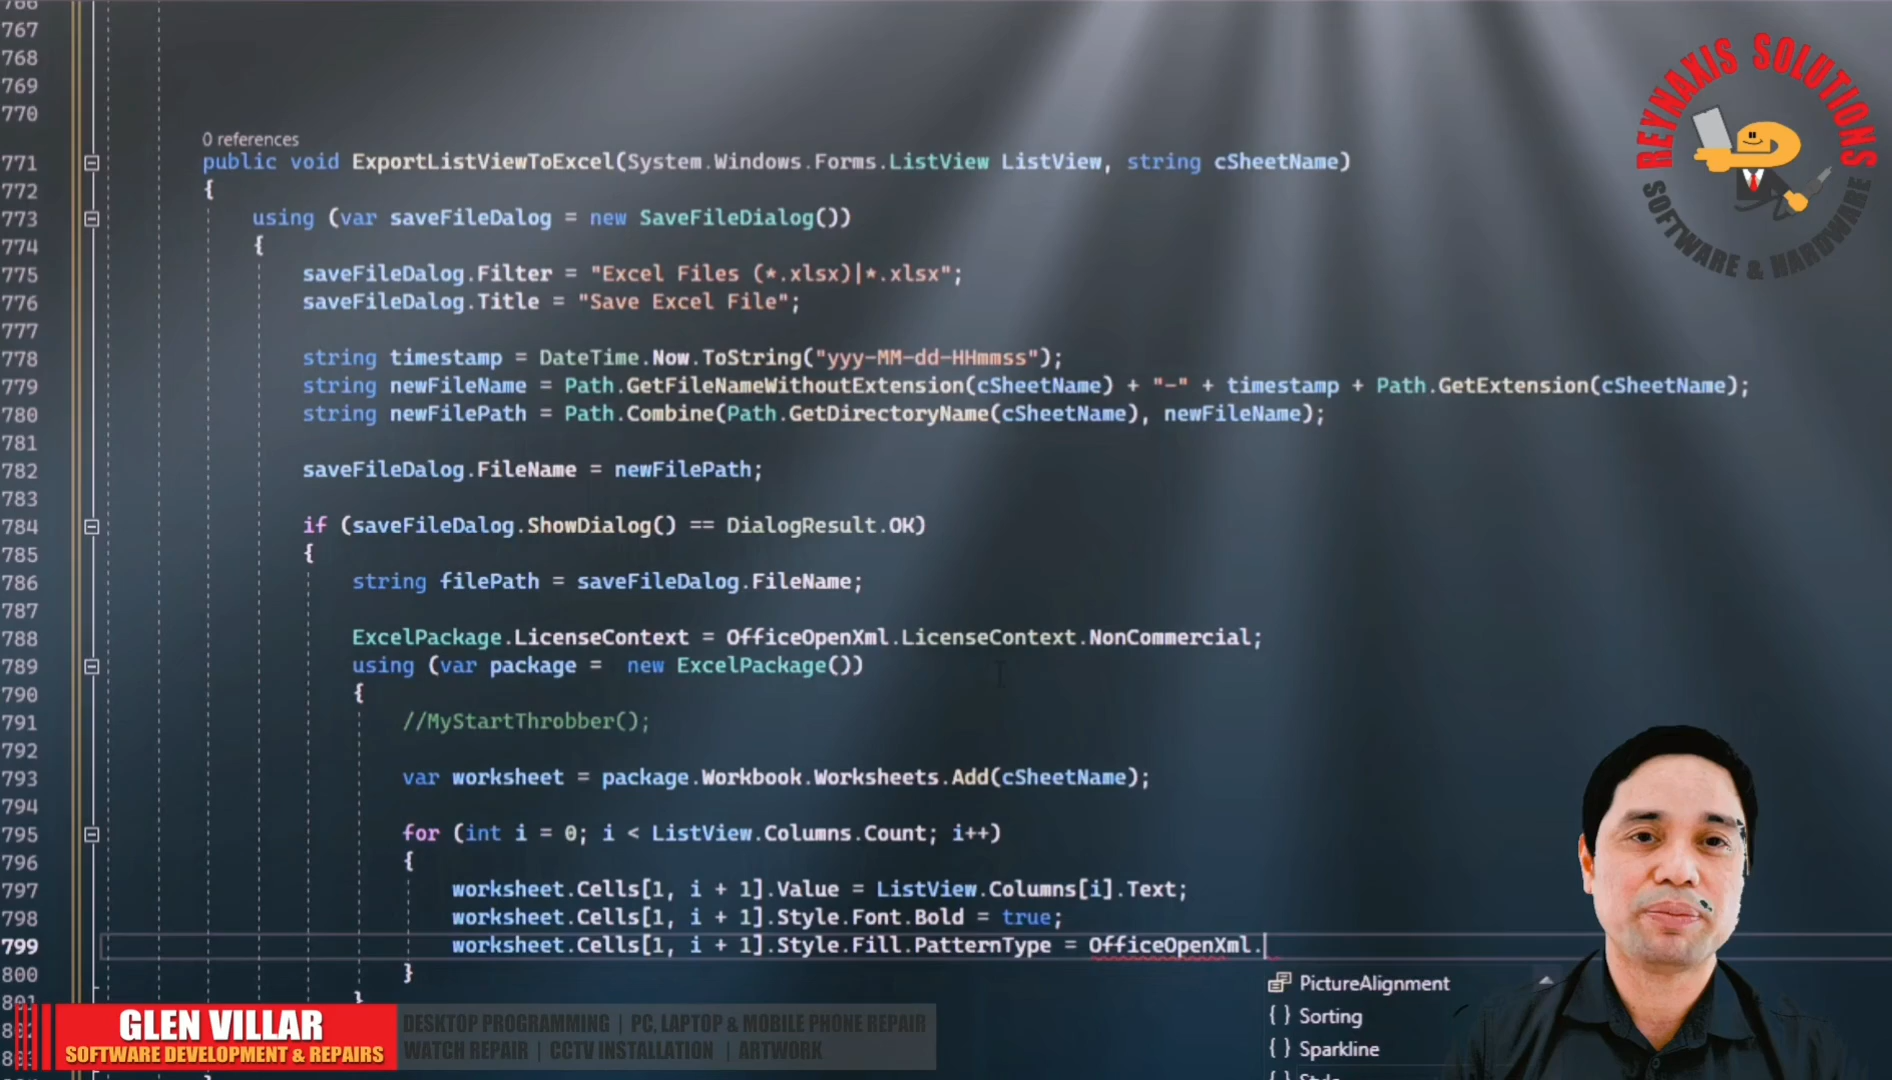 766
767
768
769
770
0 references
771 public void ExportListViewToExcel(System.Windows.Forms.ListView ListView, string cSheetName)
772 {
773 using (var saveFileDalog = new SaveFileDialog())
774 {
775 saveFileDalog.Filter = "Excel Files (*.xlsx)|*.xlsx";
776 saveFileDalog.Title = "Save Excel File";
777
778 string timestamp = DateTime.Now.ToString("yyy-MM-dd-HHmmss");
779 string newFileName = Path.GetFileNameWithoutExtension(cSheetName) + "-" + timestamp + Path.GetExtension(cSheetName);
780 string newFilePath = Path.Combine(Path.GetDirectoryName(cSheetName), newFileName);
781
782 saveFileDalog.FileName = newFilePath;
783
784 if (saveFileDalog.ShowDialog() == DialogResult.OK)
785 {
786 string filePath = saveFileDalog.FileName;
787
788 ExcelPackage.LicenseContext = OfficeOpenXml.LicenseContext.NonCommercial;
789 using (var package = new ExcelPackage())
790 {
791 //MyStartThrobber();
792
793 var worksheet = package.Workbook.Worksheets.Add(cSheetName);
794
795 for (int i = 0; i < ListView.Columns.Count; i++)
796 {
797 worksheet.Cells[1, i + 1].Value = ListView.Columns[i].Text;
798 worksheet.Cells[1, i + 1].Style.Font.Bold = true;
799 worksheet.Cells[1, i + 1].Style.Fill.PatternType = OfficeOpenXml.
800 }
801 }
PictureAlignment
{ } Sorting
{ } Sparkline
{ } Style
REYNAXIS SOLUTIONS
SOFTWARE & HARDWARE
GLEN VILLAR
SOFTWARE DEVELOPMENT & REPAIRS
DESKTOP PROGRAMMING | PC, LAPTOP & MOBILE PHONE REPAIR
WATCH REPAIR | CCTV INSTALLATION | ARTWORK